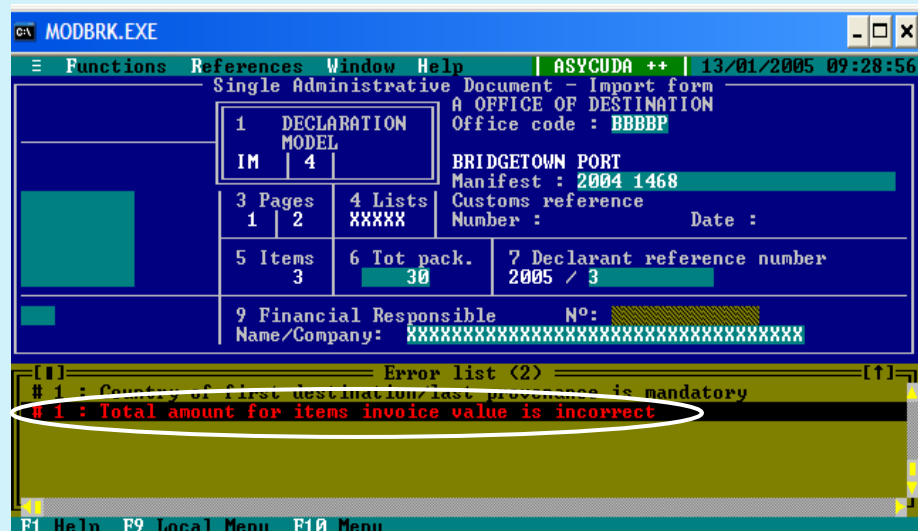 MODBRK.EXE
≡ Functions References Window Help | ASYCUDA ++ | 13/01/2005 09:28:56
Single Administrative Document - Import form
A OFFICE OF DESTINATION
1 DECLARATION Office code : BBBBP
MODEL
IM | 4 | BRIDGETOWN PORT
Manifest : 2004 1468
3 Pages 4 Lists Customs reference
1 | 2 XXXXX Number : Date :
5 Items 6 Tot pack. 7 Declarant reference number
3 30 2005 / 3
9 Financial Responsible Nº:
Name/Company: XXXXXXXXXXXXXXXXXXXXXXXXXXXXXXXXXXX
Error list (2)
# 1 : Country of first destination/last provenance is mandatory
# 1 : Total amount for items invoice value is incorrect
F1 Help F9 Local Menu F10 Menu